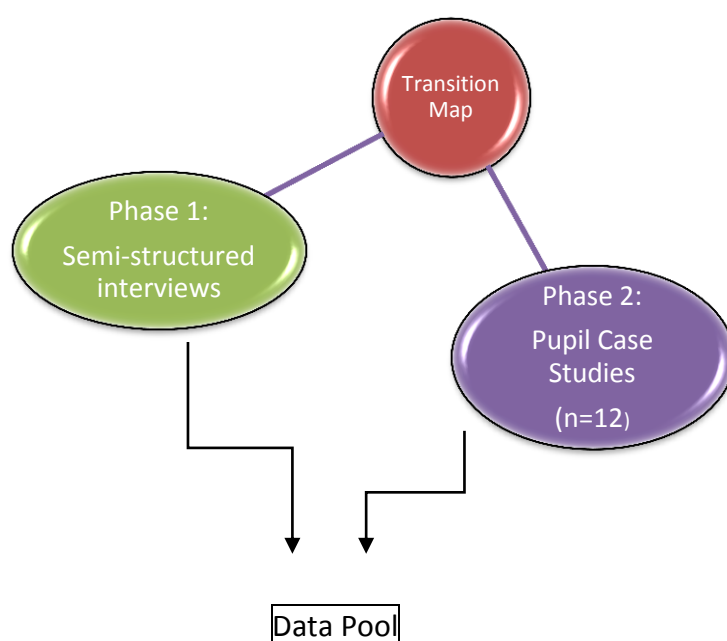 Transition
Map
Phase 1:
Semi-structured
interviews
Phase 2:
Pupil Case
Studies
(n=12)
Data Pool